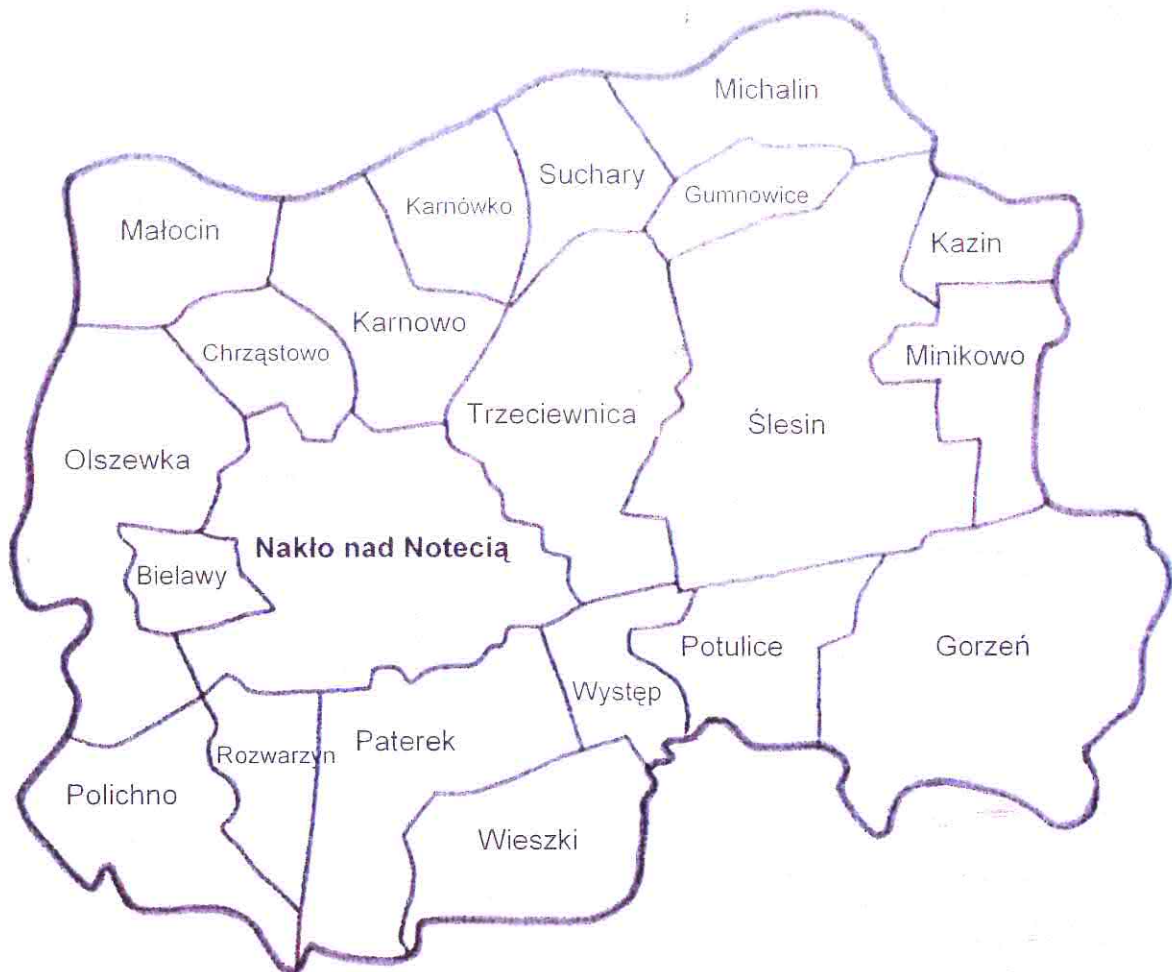 Michalin
Suchary
Gumnowice
Karnówko
Małocin
Kazin
Karnowo
Chrząstowo
Minikowo
Trzeciewnica
Ślesin
Olszewka
Nakło nad Notecią
Bielawy
Potulice
Gorzeń
Występ
Paterek
Rozwarzyn
Polichno
Wieszki